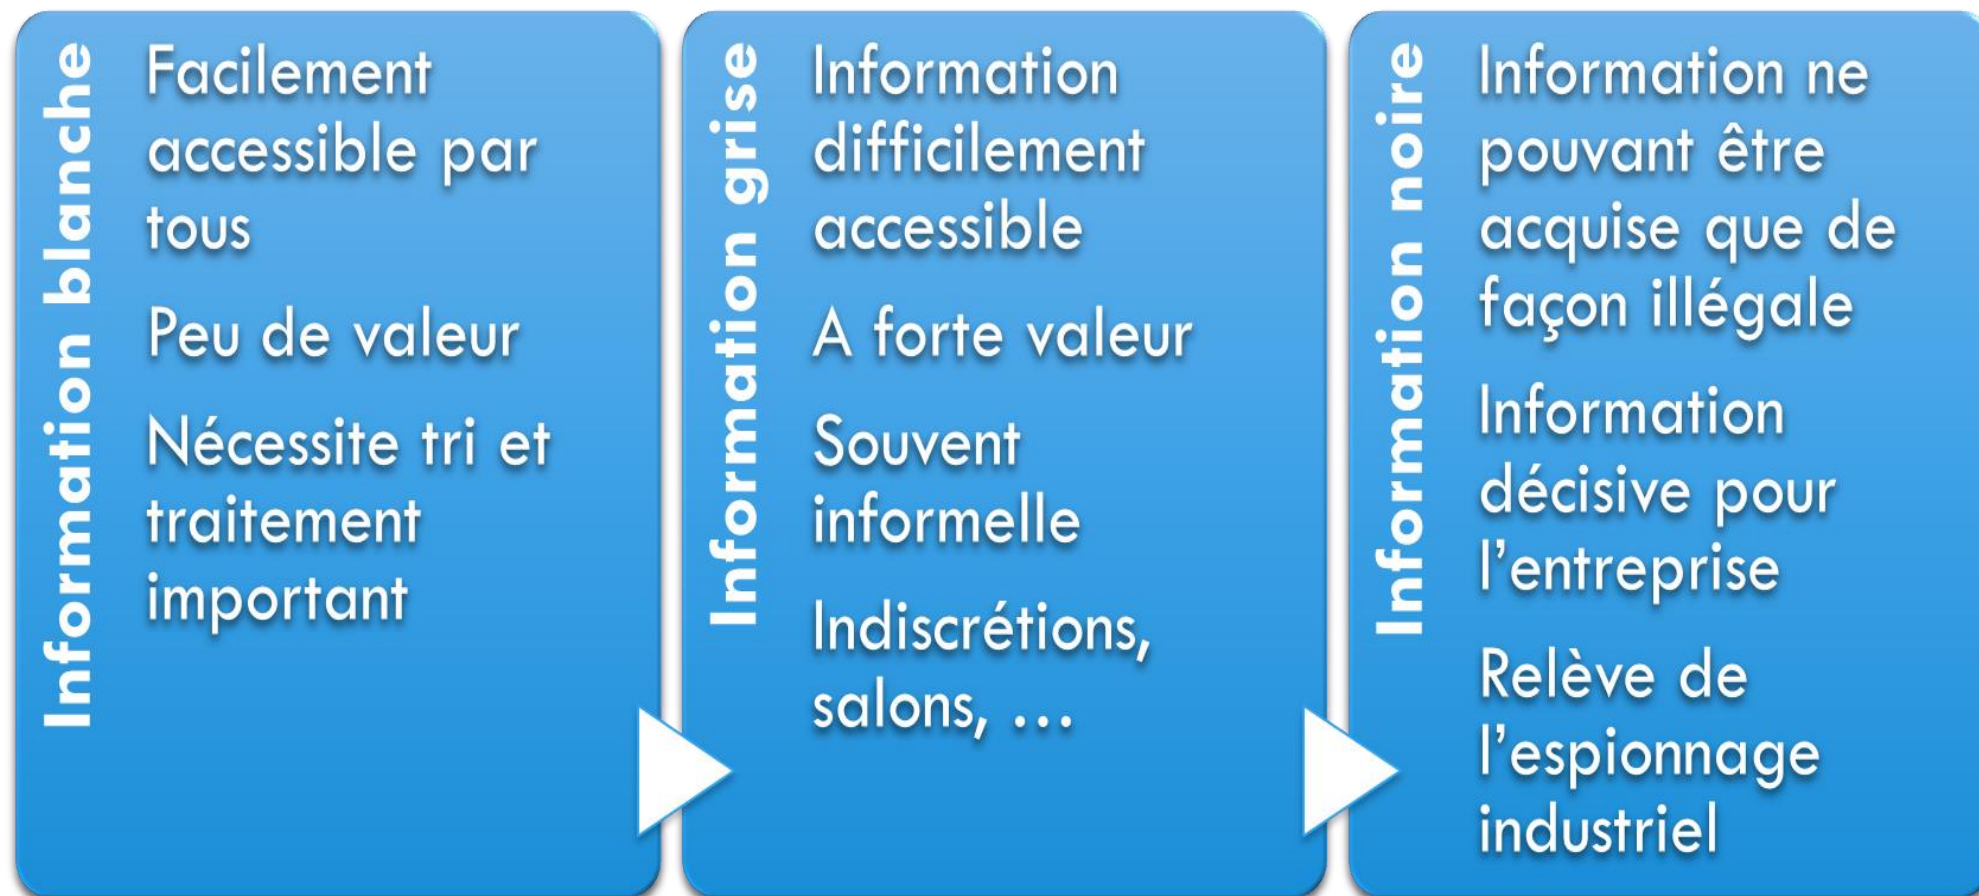 Information blanche
Facilement
accessible par
tous
Peu de valeur
Nécessite tri et
traitement
important
Information grise
Information
difficilement
accessible
A forte valeur
Souvent
informelle
Indiscrétions,
salons, …
Information noire
Information ne
pouvant être
acquise que de
façon illégale
Information
décisive pour
l’entreprise
Relève de
l’espionnage
industriel